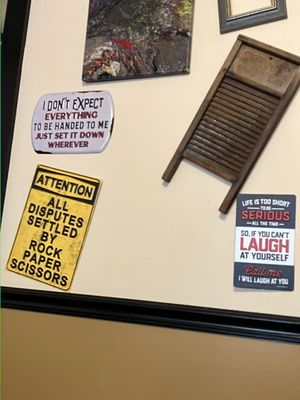 I DON'T EXPECT
EVERYTHING
TO BE HANDED TO ME
JUST SET IT DOWN
WHEREVER
ATTENTION
ALL
DISPUTES
SETTLED
BY
ROCK
PAPER
SCISSORS
LIFE IS TOO SHORT
TO BE
SERIOUS
ALL THE TIME
SO, IF YOU CAN'T
LAUGH
AT YOURSELF
Call me
I WILL LAUGH AT YOU